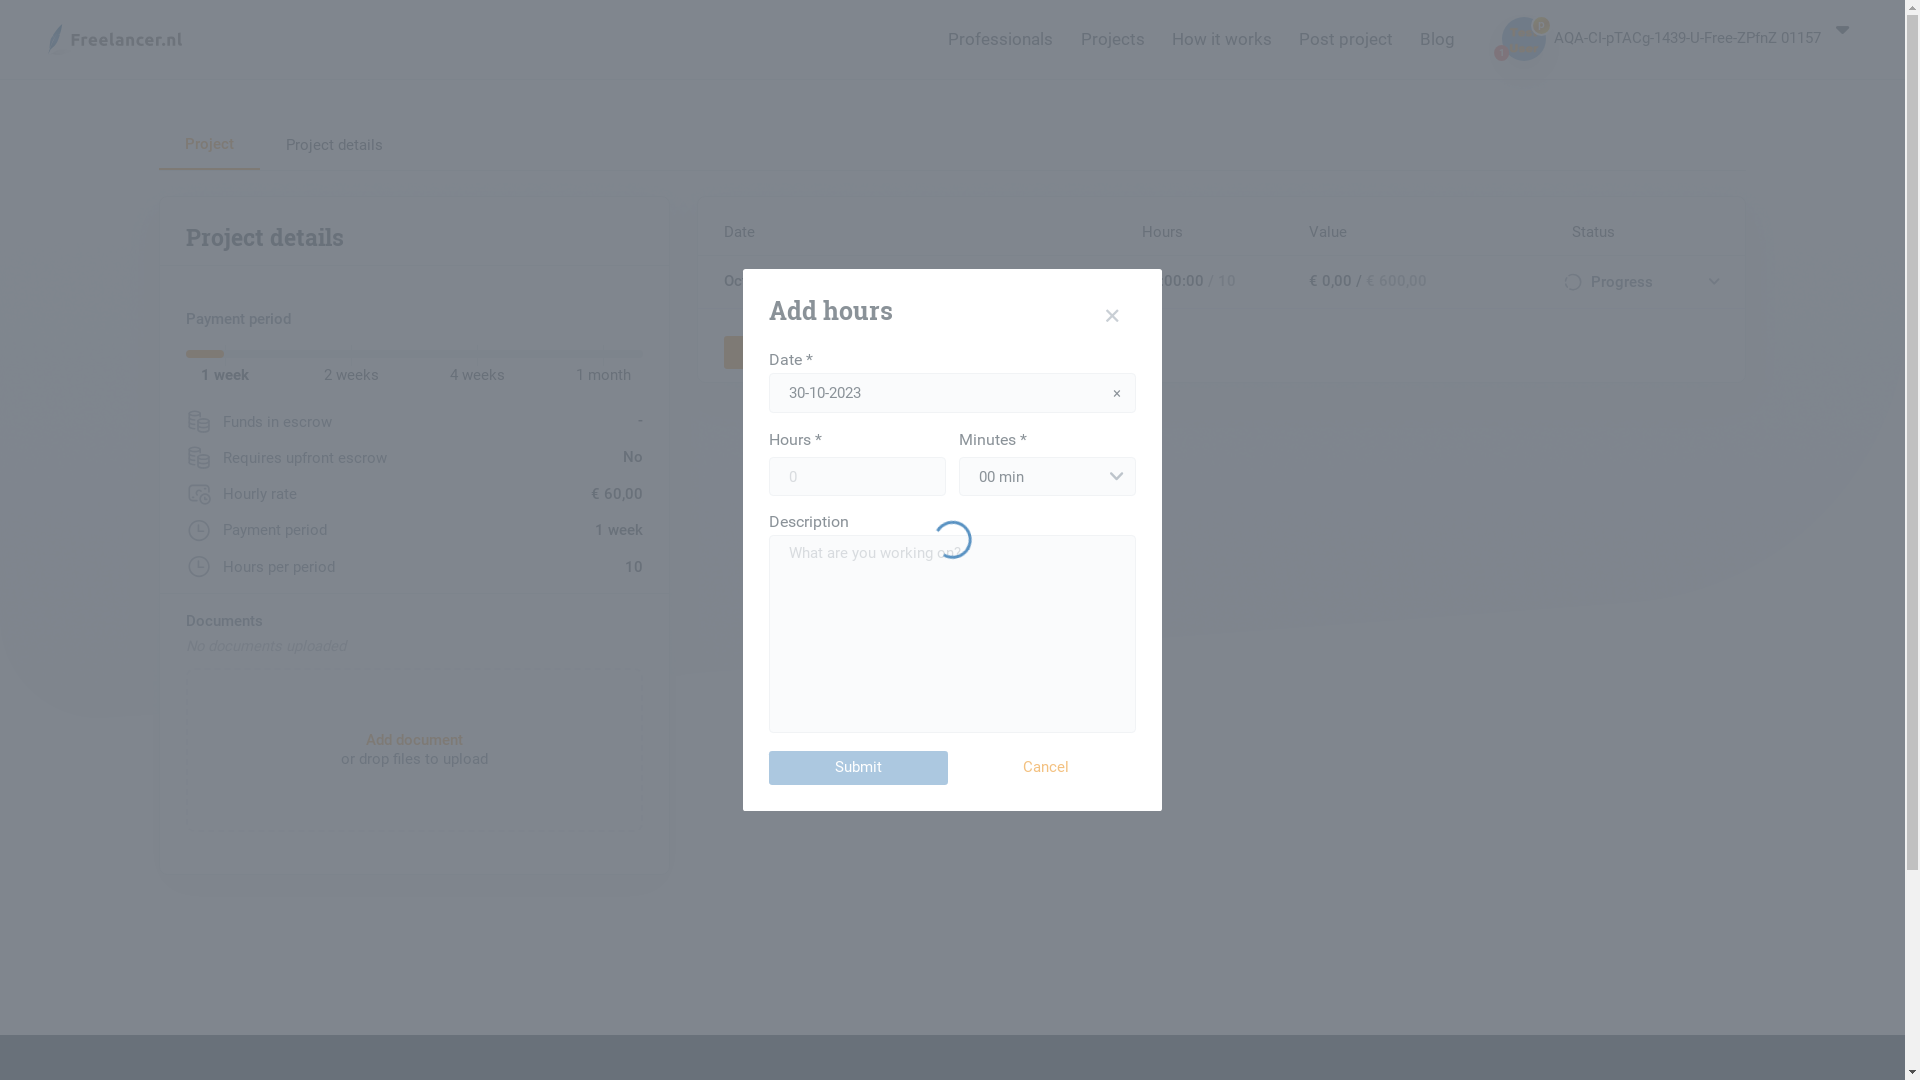 Freelancer.nl
Professionals Projects How it works Post project Blog AQA-CI-pTACg-1439-U-Free-ZPfnZ 01157
Project Project details
Project details
Payment period
1 week 2 weeks 4 weeks 1 month
Funds in escrow -
Requires upfront escrow No
Hourly rate € 60,00
Payment period 1 week
Hours per period 10
Documents
No documents uploaded
Add document
or drop files to upload
Date Hours Value Status
:00:00 / 10 € 0,00 / € 600,00 Progress
Add hours
×
Date *
30-10-2023 ×
Hours * Minutes *
0 00 min
Description
What are you working on?
Submit Cancel